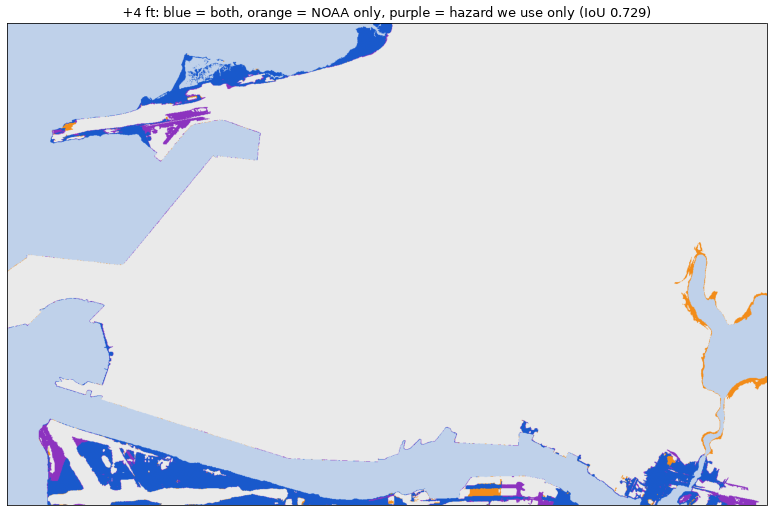 +4 ft: blue = both, orange = NOAA only, purple = hazard we use only (IoU 0.729)